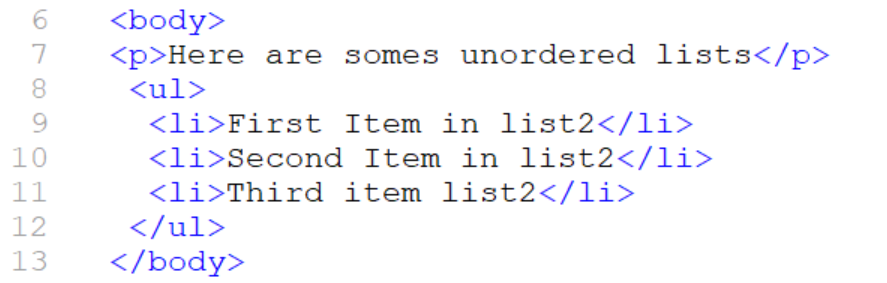 6 <body>
7 <p>Here are somes unordered lists</p>
8 <ul>
9 <li>First Item in list2</li>
10 <li>Second Item in list2</li>
11 <li>Third item list2</li>
12 </ul>
13 </body>